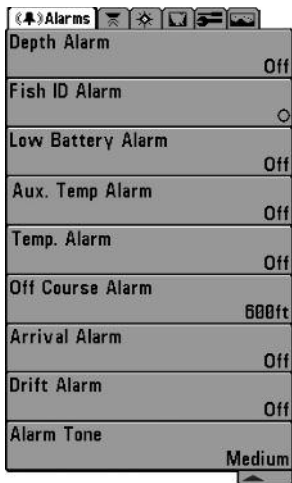 Alarms
Depth Alarm
Off
Fish ID Alarm
Low Battery Alarm
Off
Aux. Temp Alarm
Off
Temp. Alarm
Off
Off Course Alarm
600ft
Arrival Alarm
Off
Drift Alarm
Off
Alarm Tone
Medium